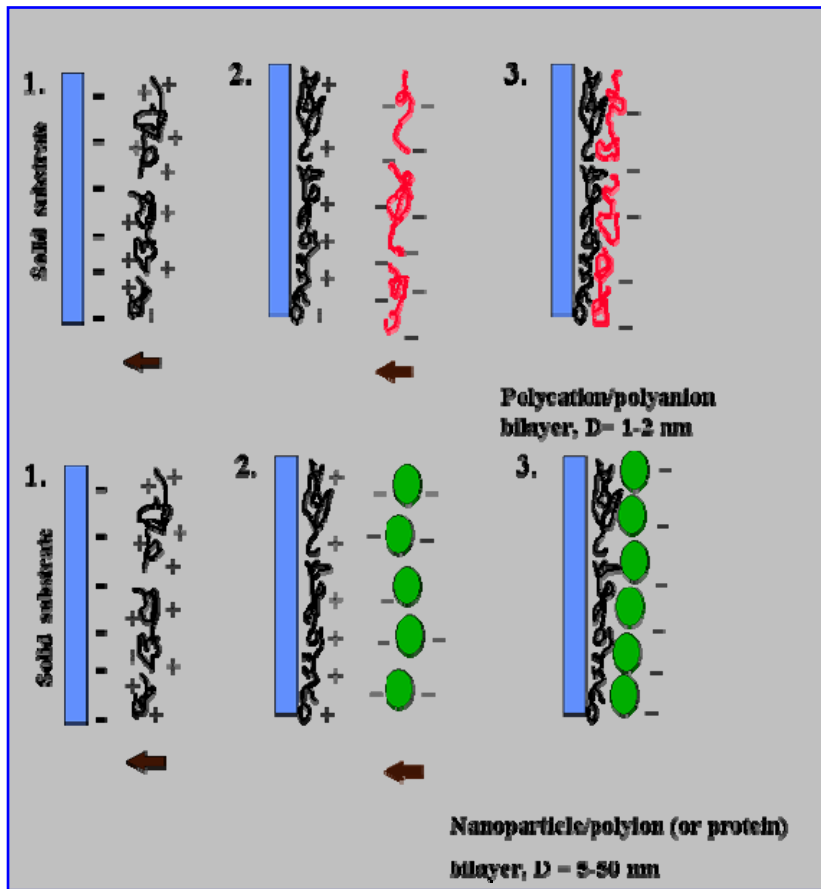 1.
2.
3.
Solid substrate
Polycation/polyanion
bilayer, D= 1-2 nm
1.
2.
3.
Solid substrate
Nanoparticle/polyion (or protein)
bilayer, D = 5-50 nm